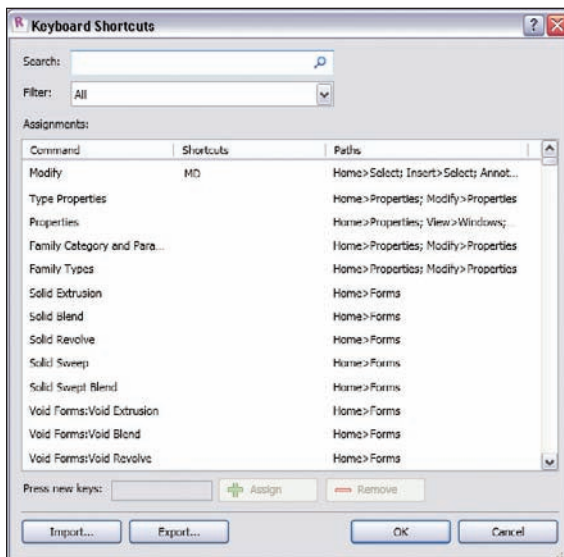 R Keyboard Shortcuts ?
Search:
Filter: All
Assignments:
Command Shortcuts Paths
Modify MD Home>Select; Insert>Select; Annot...
Type Properties Home>Properties; Modify>Properties
Properties Home>Properties; View>Windows;...
Family Category and Para... Home>Properties; Modify>Properties
Family Types Home>Properties; Modify>Properties
Solid Extrusion Home>Forms
Solid Blend Home>Forms
Solid Revolve Home>Forms
Solid Sweep Home>Forms
Solid Swept Blend Home>Forms
Void Forms:Void Extrusion Home>Forms
Void Forms:Void Blend Home>Forms
Void Forms:Void Revolve Home>Forms
Press new keys: Assign Remove
Import... Export... OK Cancel